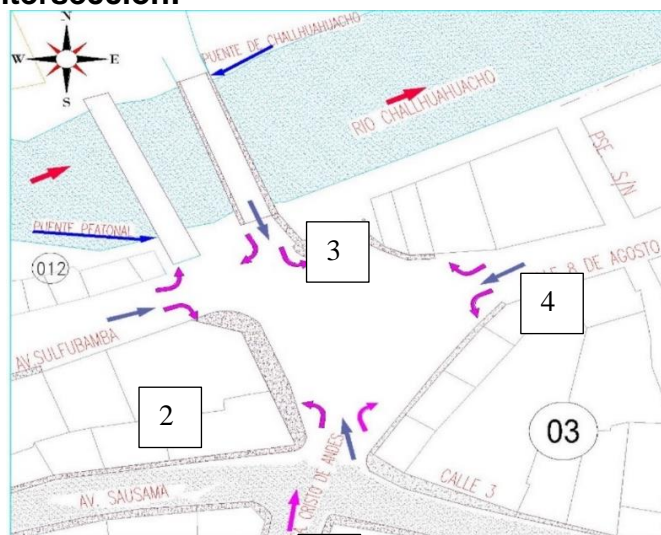 intersección.
N
W E
S
PUENTE DE CHALLHUAHUACHO
RIO CHALLHUAHUACHO
PSE S/N
PUENTE PEATONAL
012
3
LE 8 DE AGOSTO
4
AV.SULFUBAMBA
2
03
CRISTO DE ANDES
CALLE 3
AV. SAUSAMA